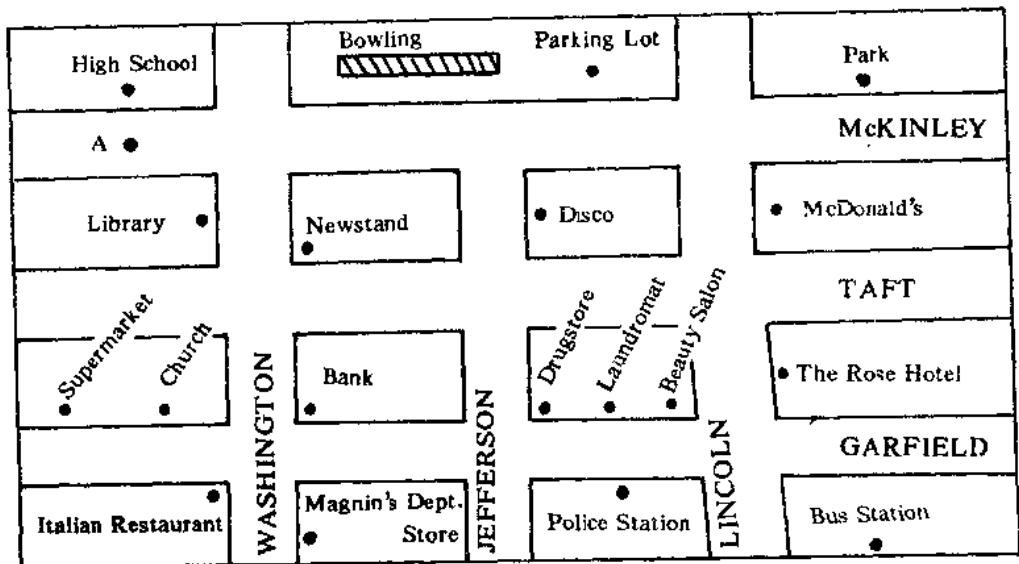 Bowling
Parking Lot
High School
Park
A
McKINLEY
Library
Newstand
Disco
McDonald's
TAFT
Supermarket
Church
Bank
Drugstore
Laundromat
Beauty Salon
The Rose Hotel
WASHINGTON
JEFFERSON
LINCOLN
GARFIELD
Italian Restaurant
Magnin's Dept.
Store
Police Station
Bus Station